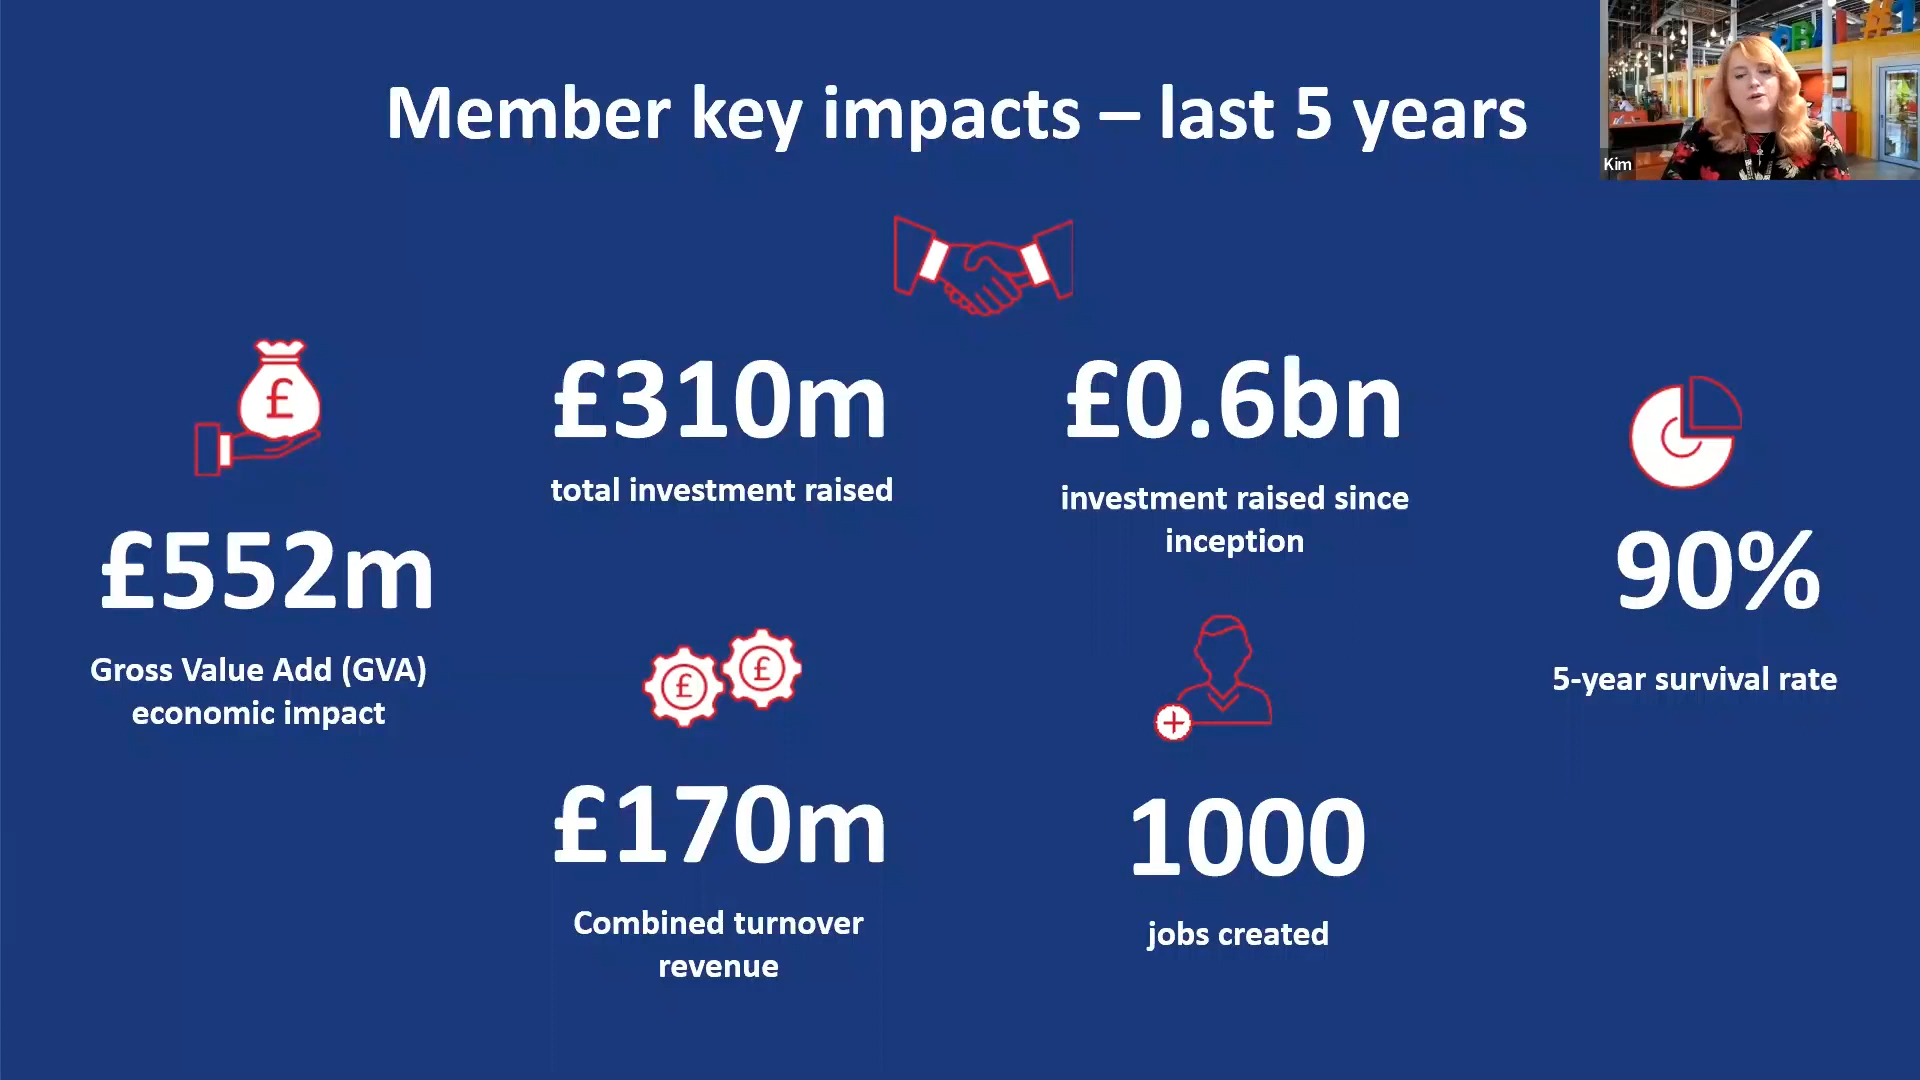 Member key impacts – last 5 years
Kim
£310m
total investment raised
£0.6bn
investment raised since
inception
£552m
Gross Value Add (GVA)
economic impact
90%
5-year survival rate
£170m
Combined turnover
revenue
1000
jobs created
£
£
£
#1